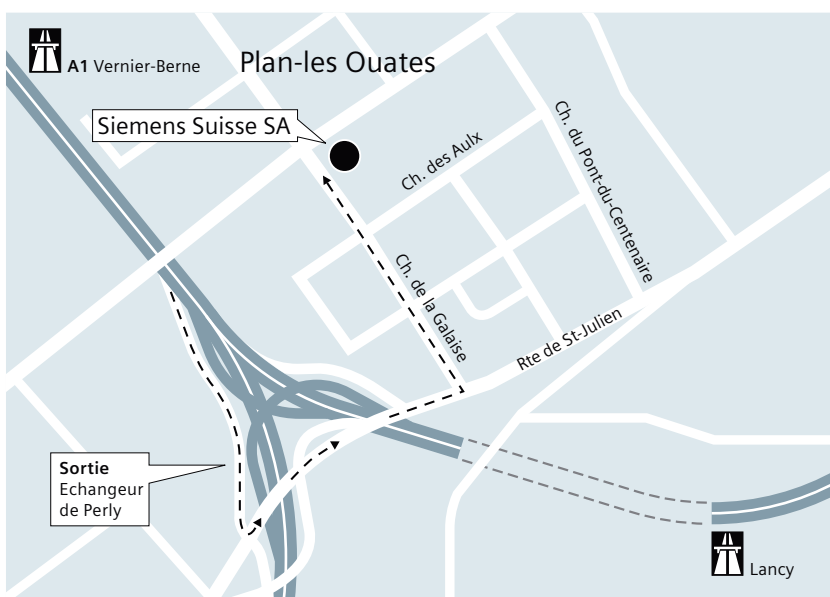 A1 Vernier-Berne
Plan-les Ouates
Siemens Suisse SA
Ch. des Aulx
Ch. du Pont-du-Centenaire
Ch. de la Galaise
Rte de St-Julien
Sortie
Echangeur
de Perly
Lancy